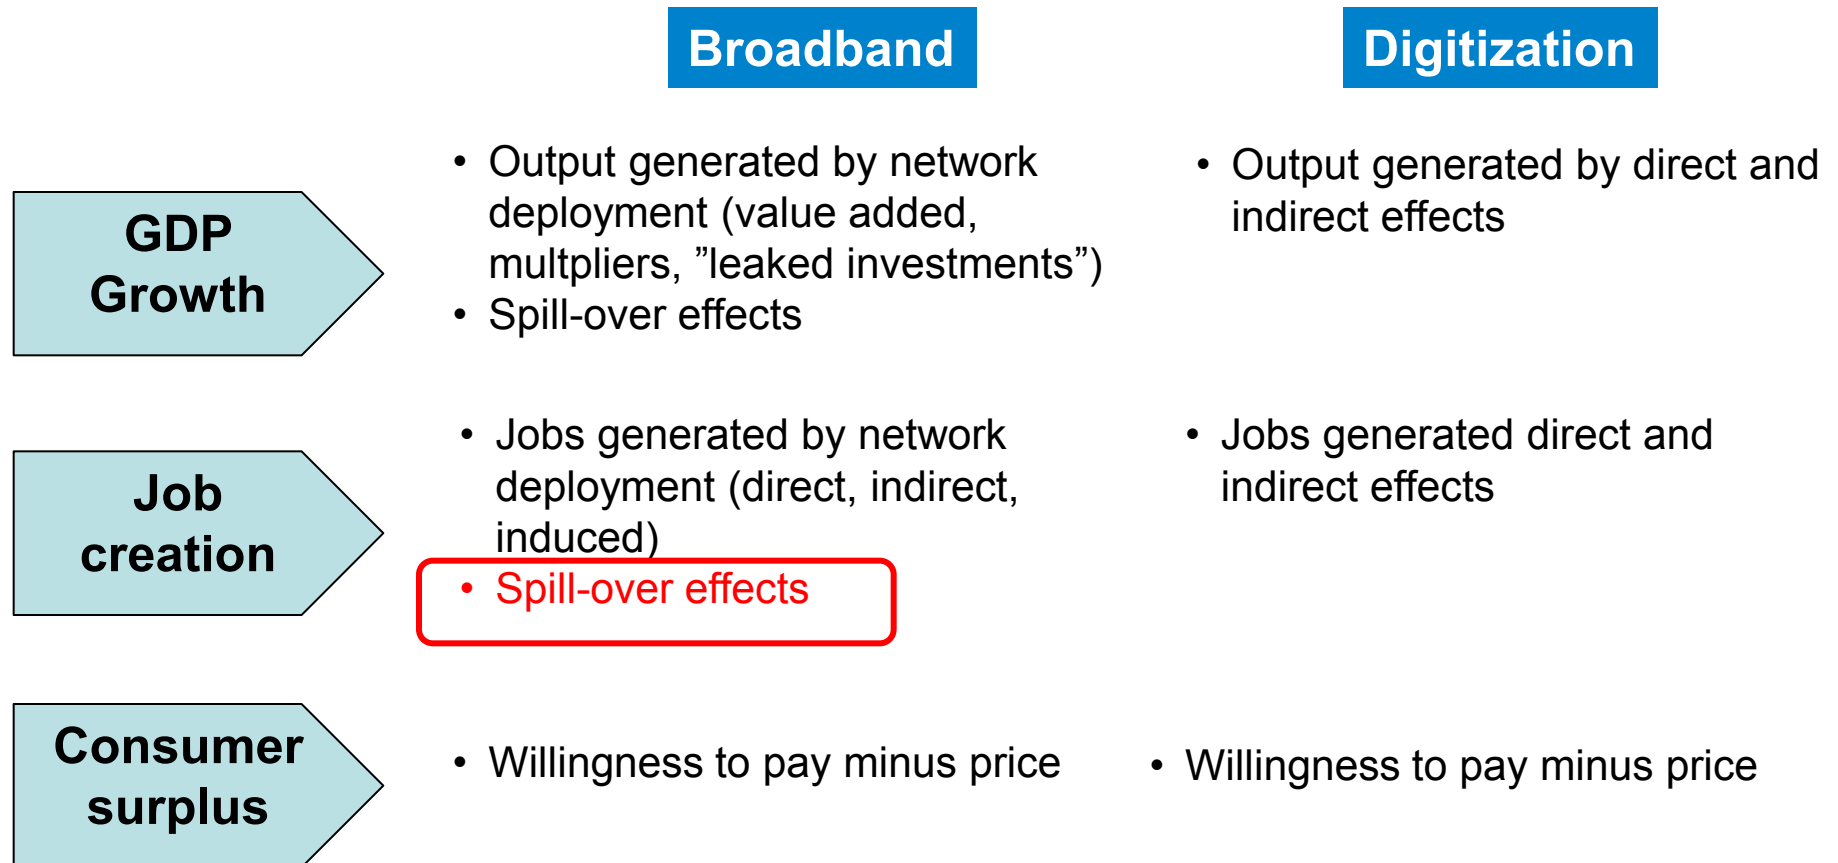 Broadband
Digitization
GDP
Growth
• Output generated by network
deployment (value added,
multpliers, ”leaked investments”)
• Spill-over effects
• Output generated by direct and
indirect effects
Job
creation
• Jobs generated by network
deployment (direct, indirect,
induced)
• Spill-over effects
• Jobs generated direct and
indirect effects
Consumer
surplus
• Willingness to pay minus price
• Willingness to pay minus price